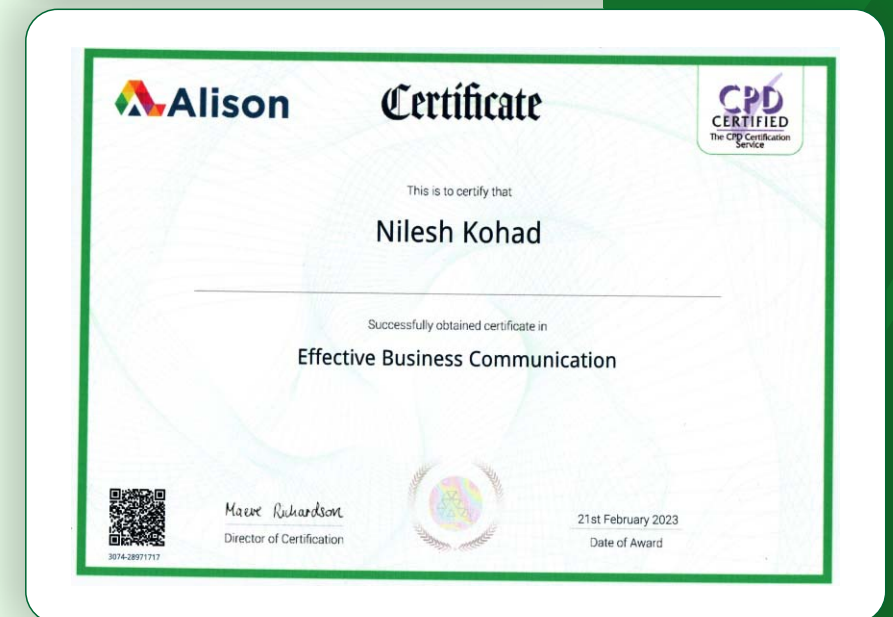 Alison
Certificate
CPD
CERTIFIED
The CPD Certification
Service
This is to certify that
Nilesh Kohad
Successfully obtained certificate in
Effective Business Communication
3074-28971717
Maeve Richardson
Director of Certification
21st February 2023
Date of Award